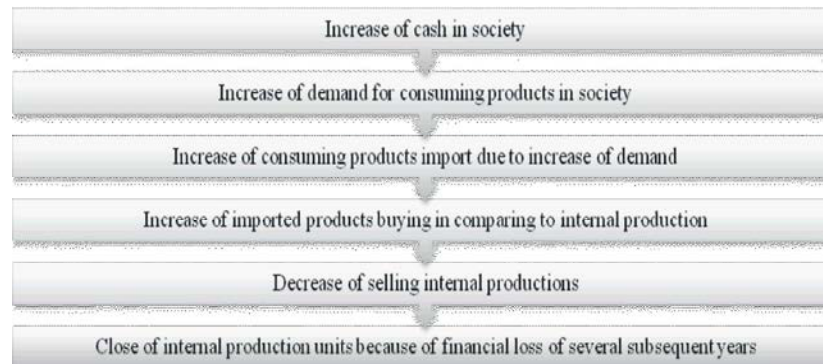 Increase of cash in society
Increase of demand for consuming products in society
Increase of consuming products import due to increase of demand
Increase of imported products buying in comparing to internal production
Decrease of selling internal productions
Close of internal production units because of financial loss of several subsequent years